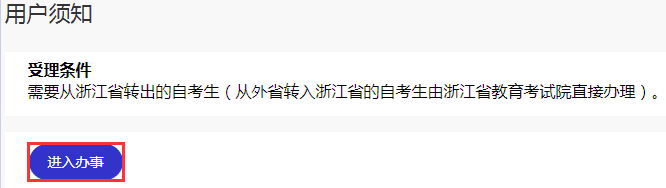 用户须知
受理条件
需要从浙江省转出的自考生（从外省转入浙江省的自考生由浙江省教育考试院直接办理）。
进入办事